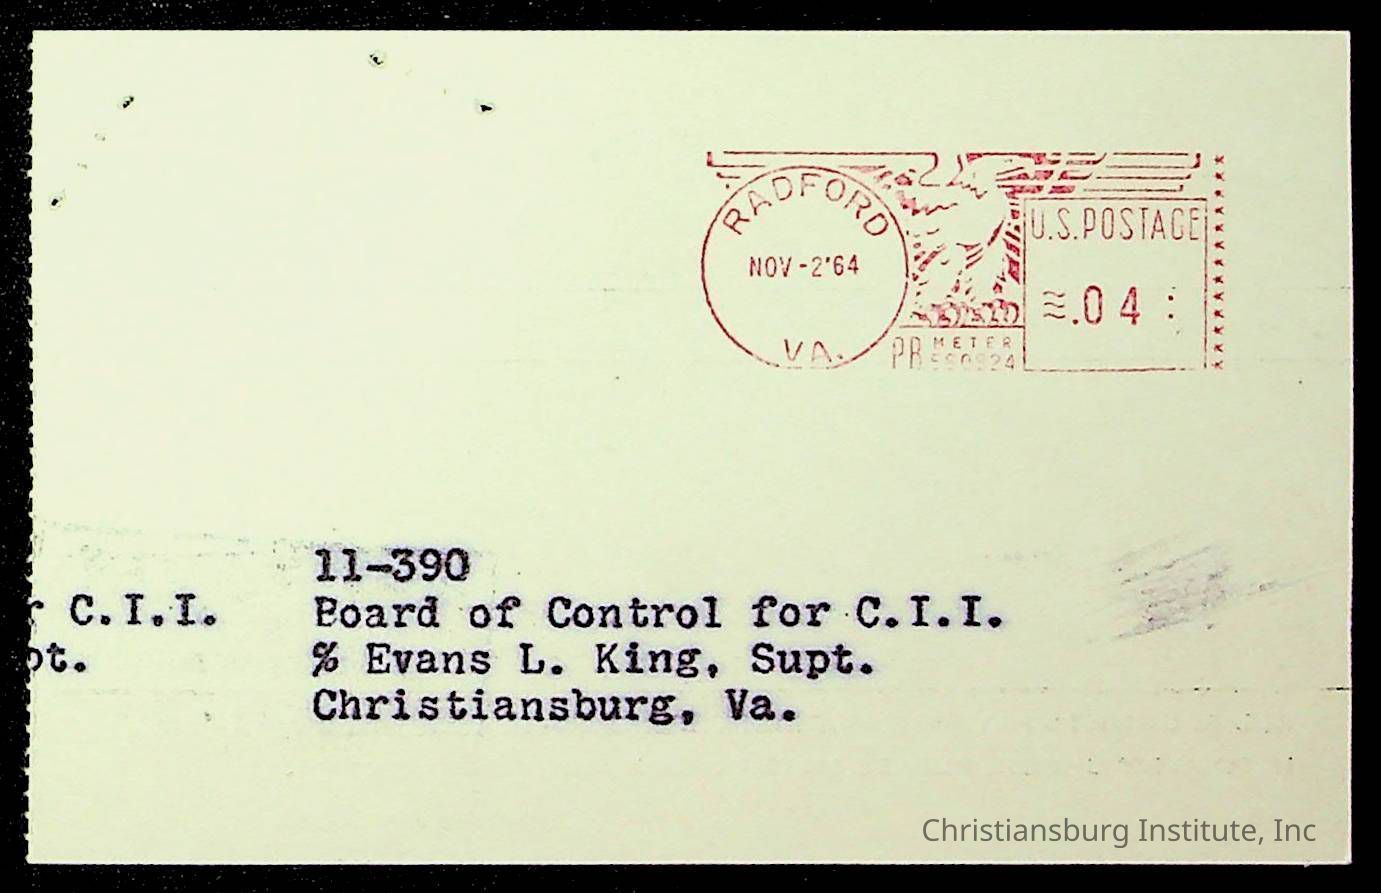 RADFORD
NOV-2'64
VA.
PB METER
U.S.POSTAGE
.04
11-390
r C.I.I. Board of Control for C.I.I.
pt. % Evans L. King, Supt.
Christiansburg, Va.
Christiansburg Institute, Inc